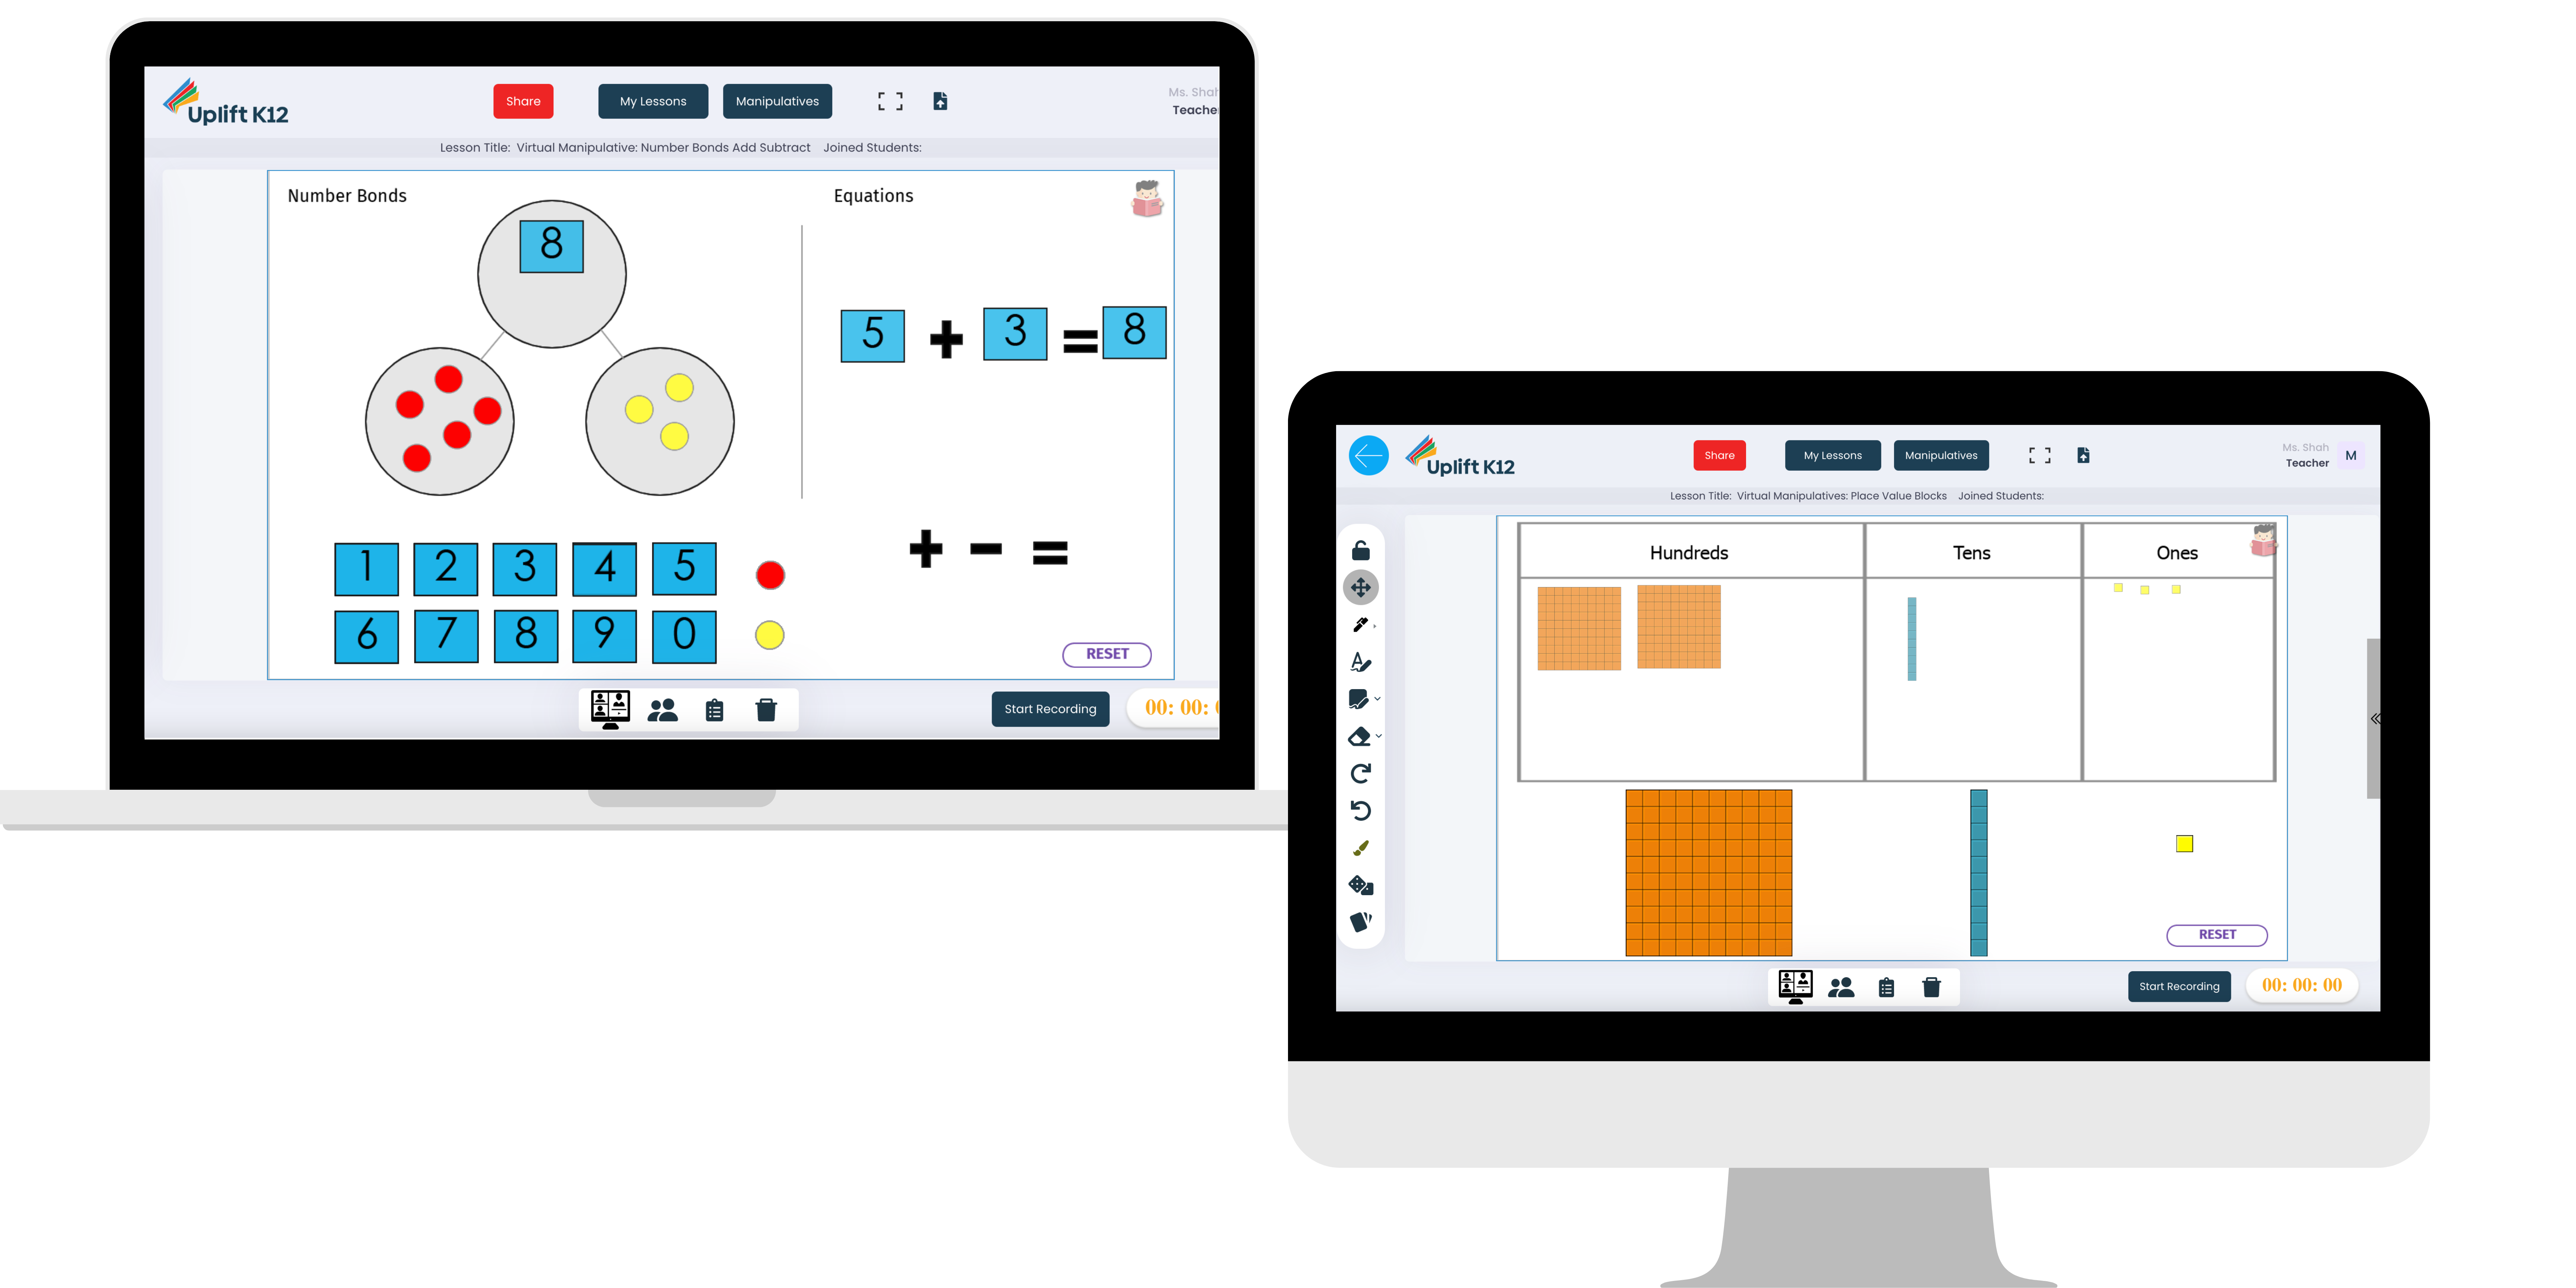 Uplift K12
Share
My Lessons
Manipulatives
Ms. Shah
Teacher
Lesson Title: Virtual Manipulative: Number Bonds Add Subtract Joined Students:
Number Bonds
Equations
8
5 + 3 = 8
1 2 3 4 5
+ − =
6 7 8 9 0
RESET
Start Recording
00: 00:
Uplift K12
Share
My Lessons
Manipulatives
Ms. Shah
Teacher
M
Lesson Title: Virtual Manipulatives: Place Value Blocks Joined Students:
Hundreds
Tens
Ones
RESET
Start Recording
00: 00: 00